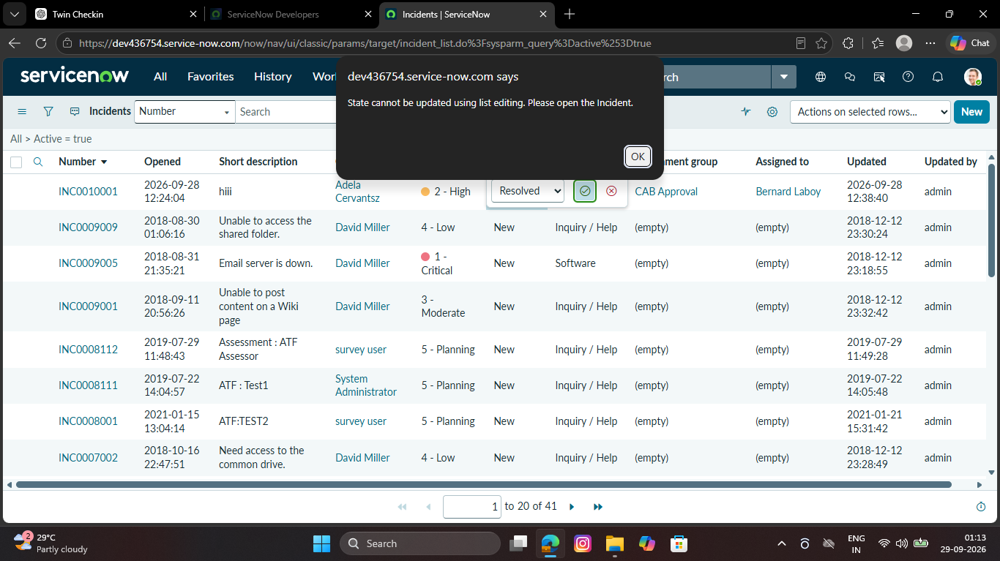 Twin Checkin
ServiceNow Developers
Incidents | ServiceNow
https://dev436754.service-now.com/now/nav/ui/classic/params/target/incident_list.do%3Fsysparm_query%3Dactive%253Dtrue
Chat
servicenow
All
Favorites
History
dev436754.service-now.com says
State cannot be updated using list editing. Please open the Incident.
OK
Incidents
Number
Search
Actions on selected rows...
New
All > Active = true
Number Opened Short description Assigned to Updated Updated by
INC0010001 2026-09-28 12:24:04 hiii Adela Cervantsz 2 - High Resolved CAB Approval Bernard Laboy 2026-09-28 12:38:40 admin
INC0009009 2018-08-30 01:06:16 Unable to access the shared folder. David Miller 4 - Low New Inquiry / Help (empty) (empty) 2018-12-12 23:30:24 admin
INC0009005 2018-08-31 21:35:21 Email server is down. David Miller 1 - Critical New Software (empty) (empty) 2018-12-12 23:18:55 admin
INC0009001 2018-09-11 20:56:26 Unable to post content on a Wiki page David Miller 3 - Moderate New Inquiry / Help (empty) (empty) 2018-12-12 23:32:42 admin
INC0008112 2019-07-29 11:48:43 Assessment : ATF Assessor survey user 5 - Planning New Inquiry / Help (empty) (empty) 2019-07-29 11:49:28 admin
INC0008111 2019-07-22 14:04:57 ATF : Test1 System Administrator 5 - Planning New Inquiry / Help (empty) (empty) 2019-07-22 14:05:48 admin
INC0008001 2021-01-15 13:04:14 ATF:TEST2 survey user 5 - Planning New Inquiry / Help (empty) (empty) 2021-01-21 15:31:42 admin
INC0007002 2018-10-16 22:47:51 Need access to the common drive. David Miller 4 - Low New Inquiry / Help (empty) (empty) 2018-12-12 23:28:49 admin
1 to 20 of 41
2
29°C
Partly cloudy
Search
ENG
IN
01:13
29-09-2026